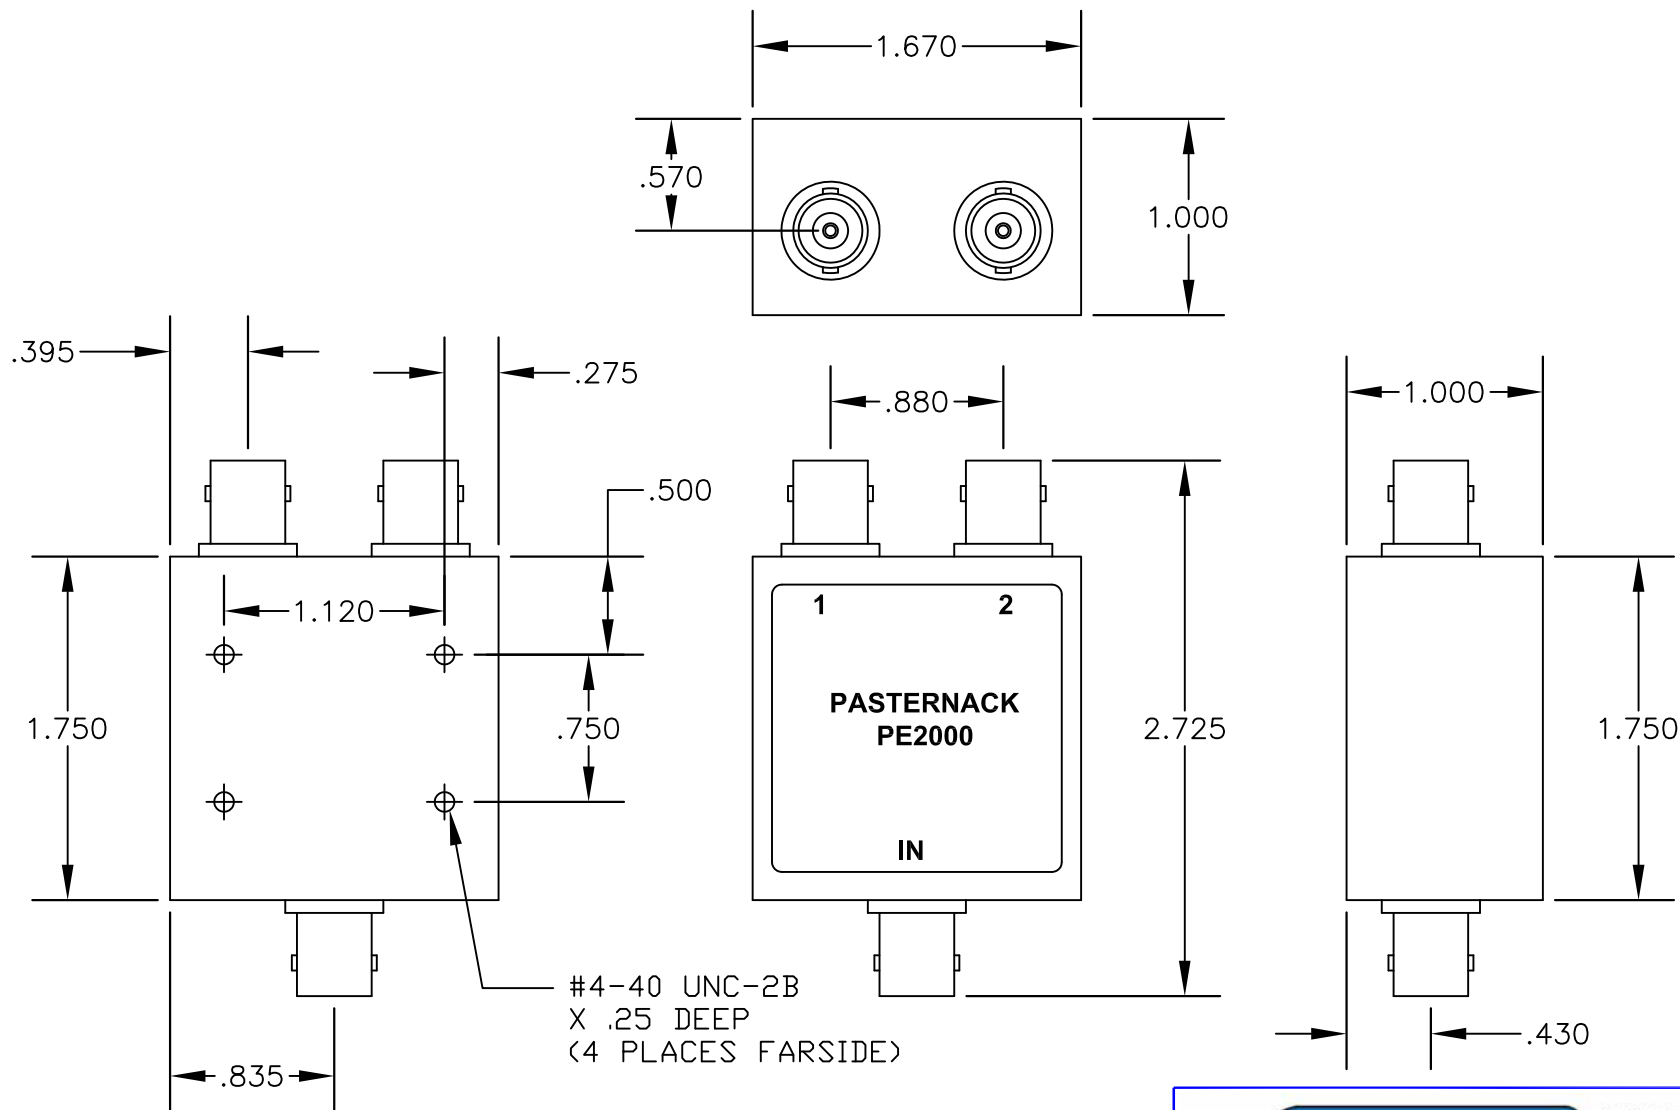 1.670
.570
1.000
.395
.275
.880
1.000
.500
1.120
1 2
1.750
.750
PASTERNACK
PE2000
2.725
1.750
IN
#4-40 UNC-2B
X .25 DEEP
(4 PLACES FARSIDE)
.430
.835